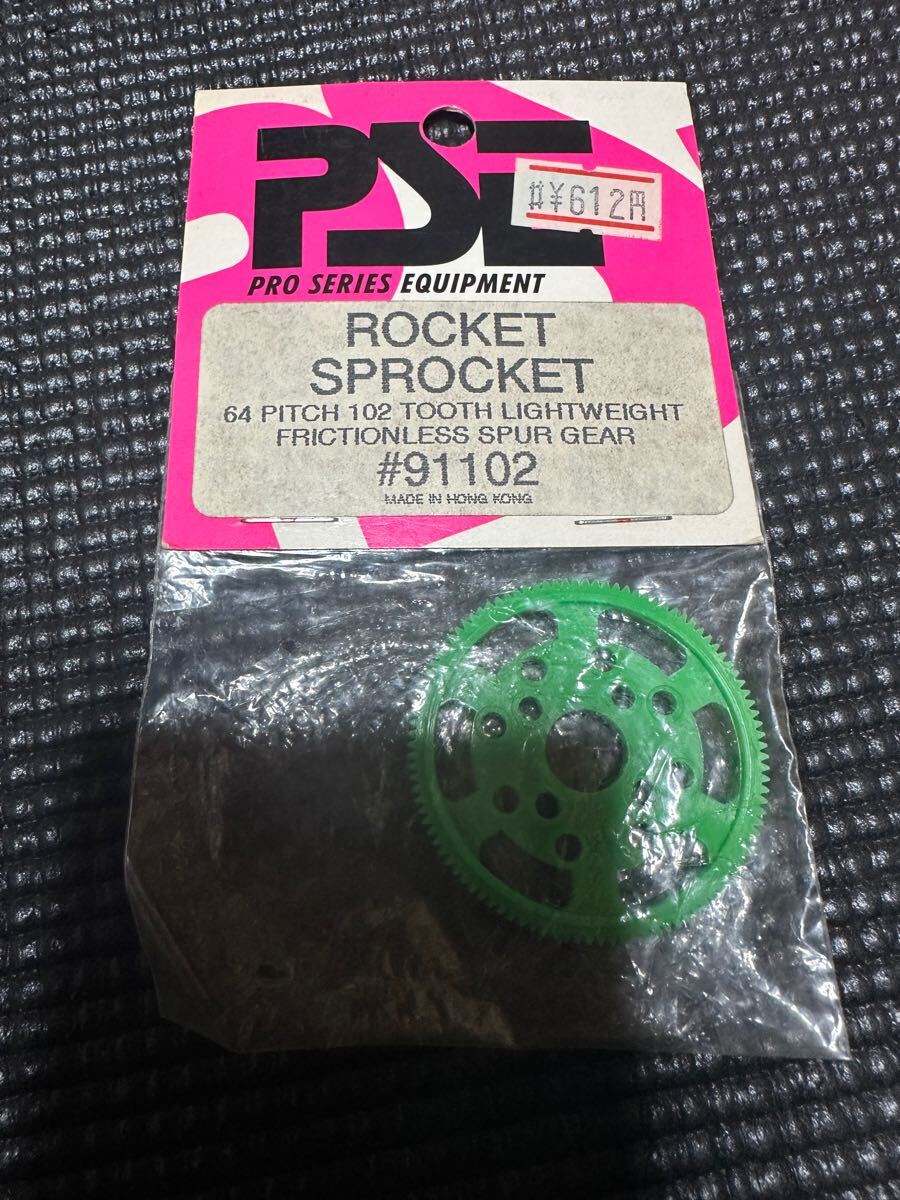 PSE
#¥612円
PRO SERIES EQUIPMENT
ROCKET
SPROCKET
64 PITCH 102 TOOTH LIGHTWEIGHT
FRICTIONLESS SPUR GEAR
#91102
MADE IN HONG KONG